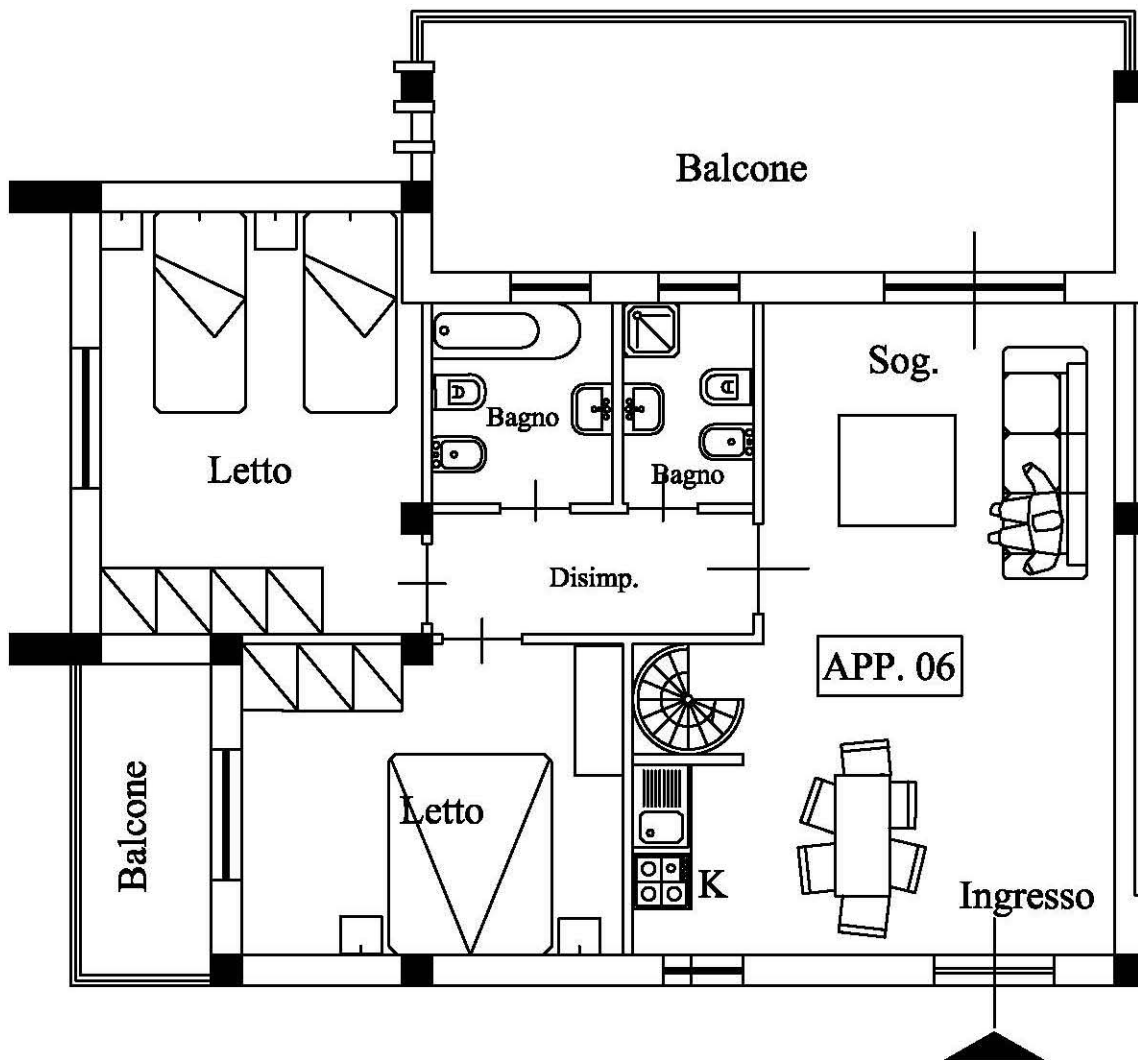 Balcone
Sog.
Bagno
Letto
Bagno
Disimp.
APP. 06
Balcone
Letto
K
Ingresso